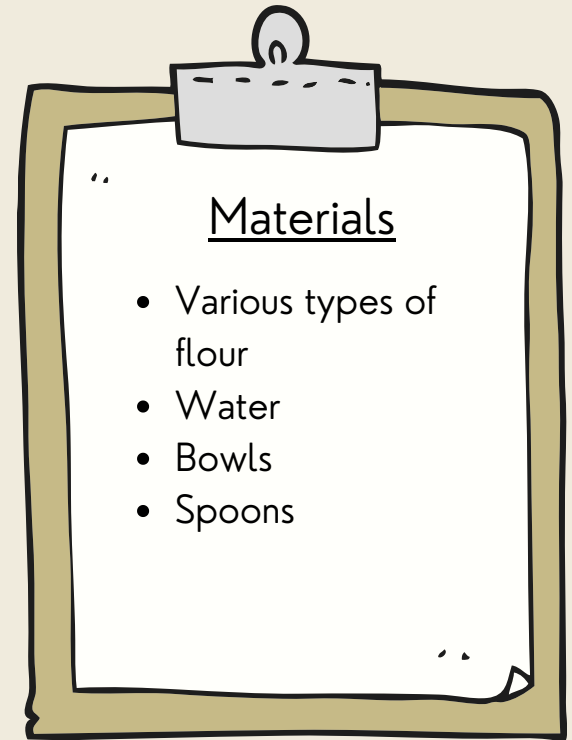 Materials
• Various types of
flour
• Water
• Bowls
• Spoons